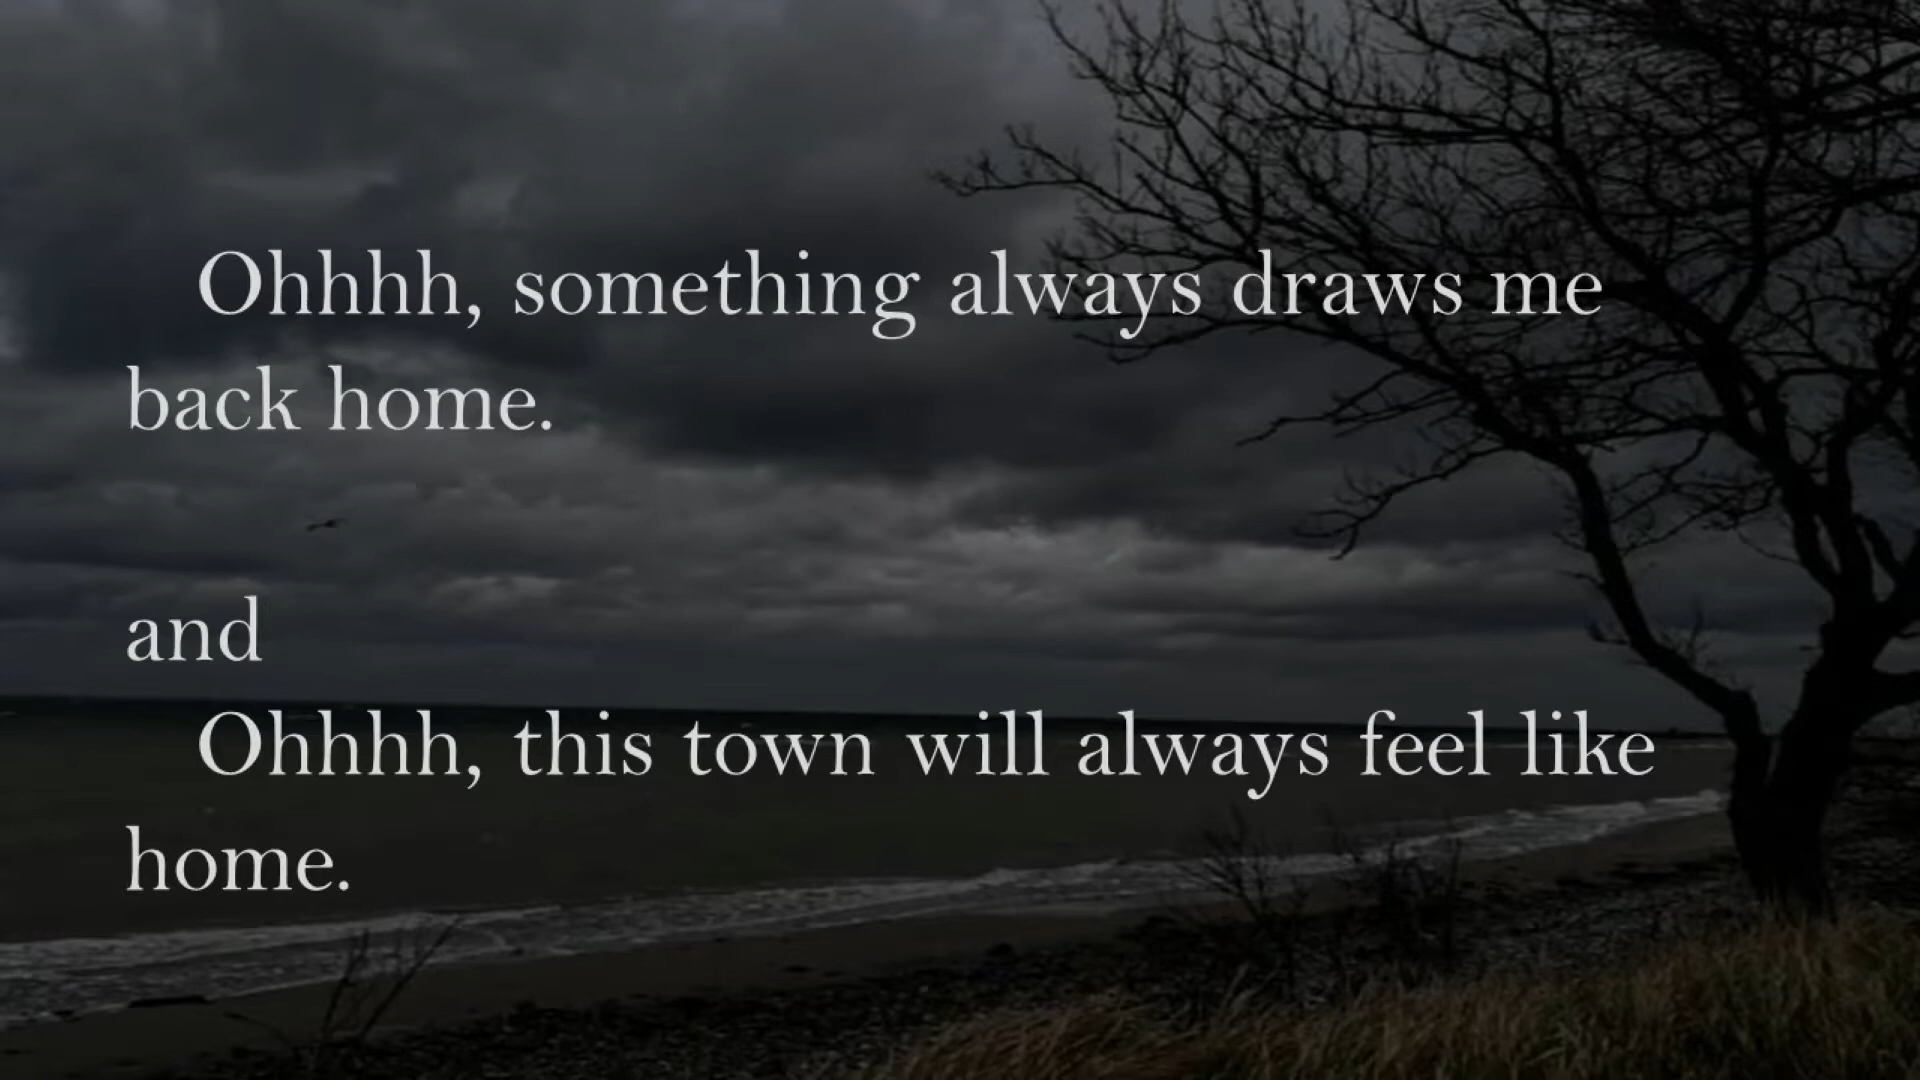 Ohhhh, something always draws me
back home.
and
Ohhhh, this town will always feel like
home.